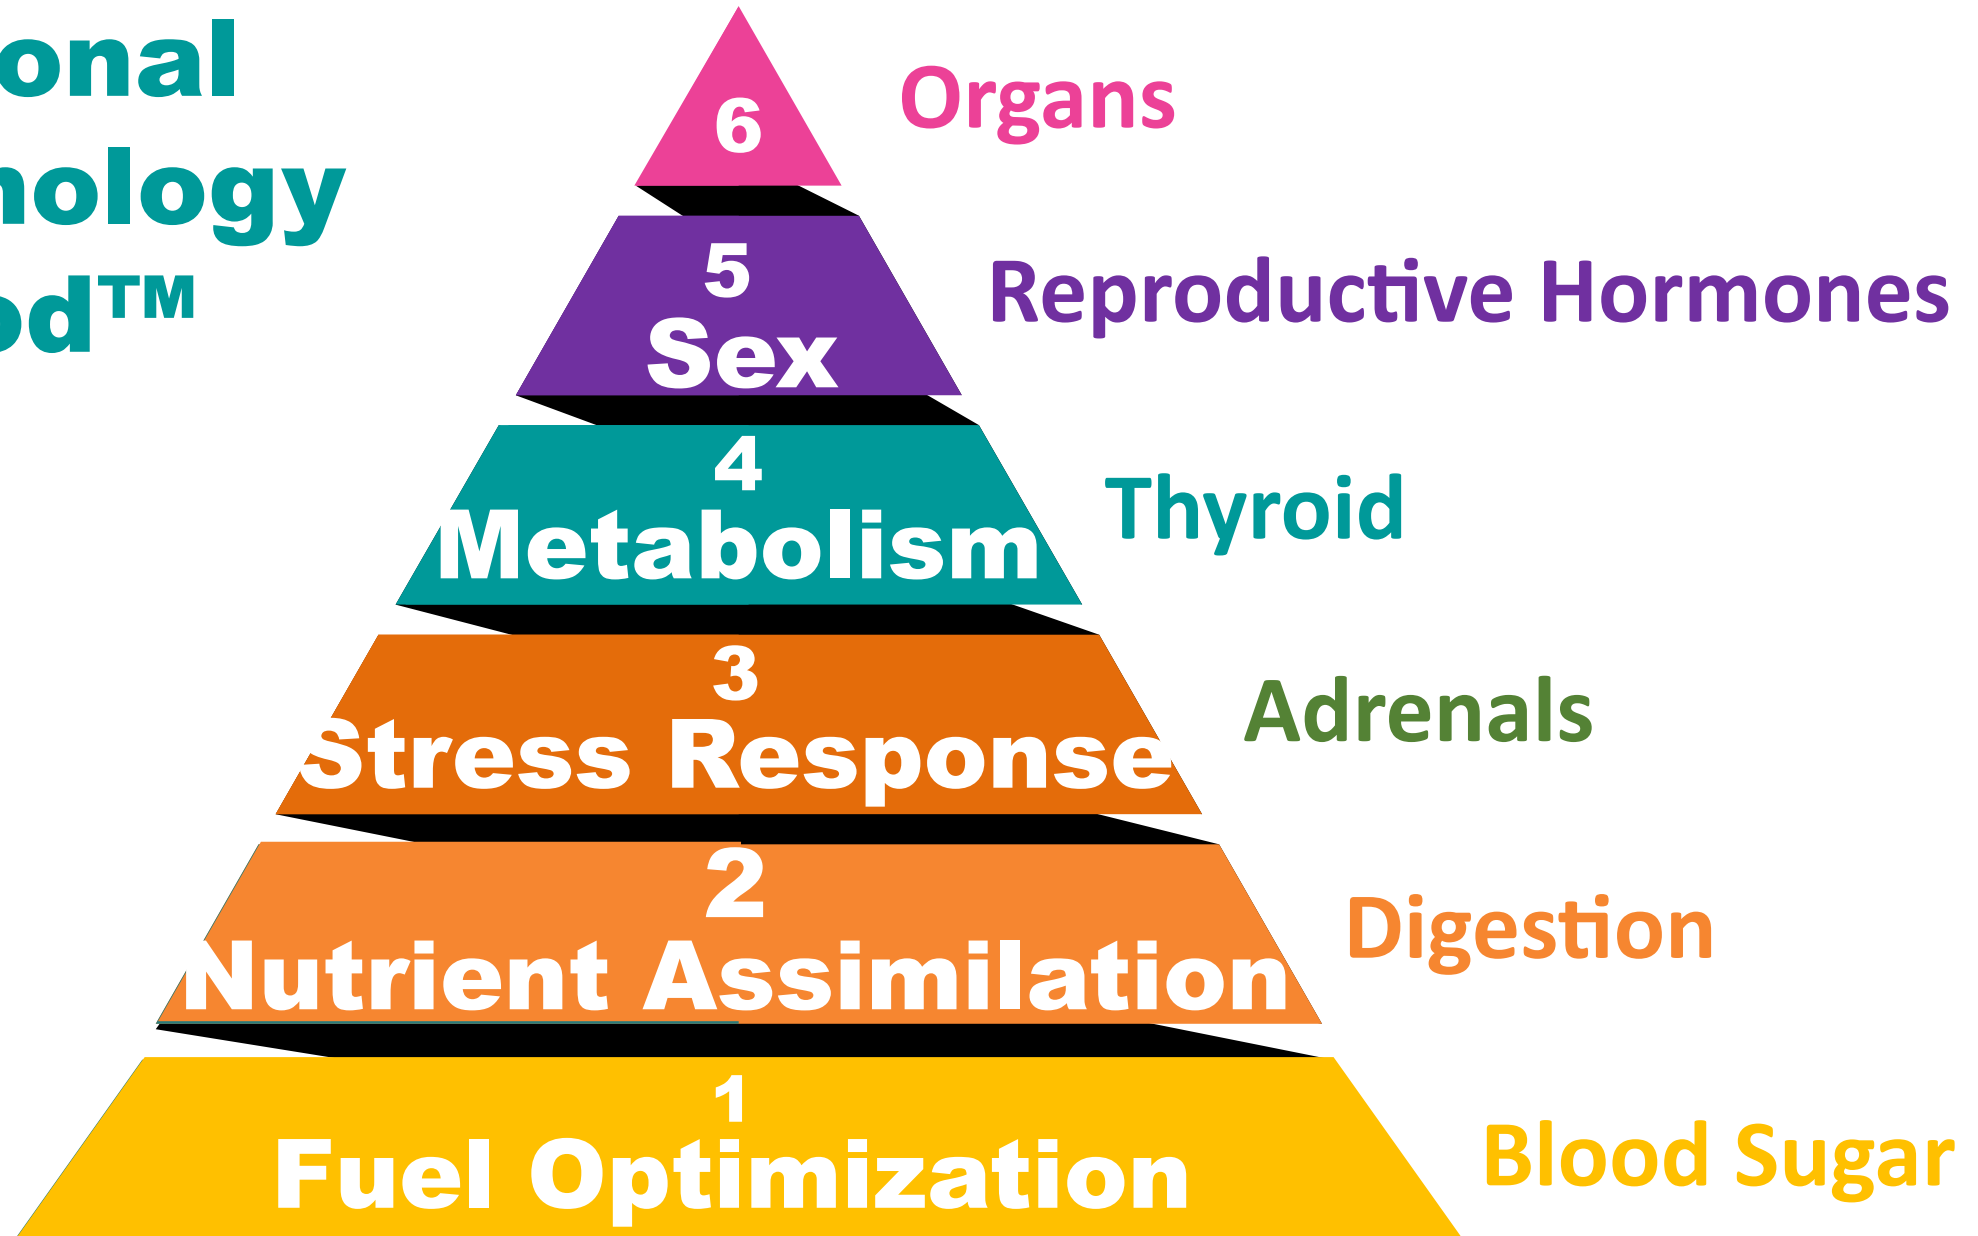 onal
nology
od™
6
Organs
5
Sex
Reproductive Hormones
4
Metabolism
Thyroid
3
Stress Response
Adrenals
2
Nutrient Assimilation
Digestion
1
Fuel Optimization
Blood Sugar